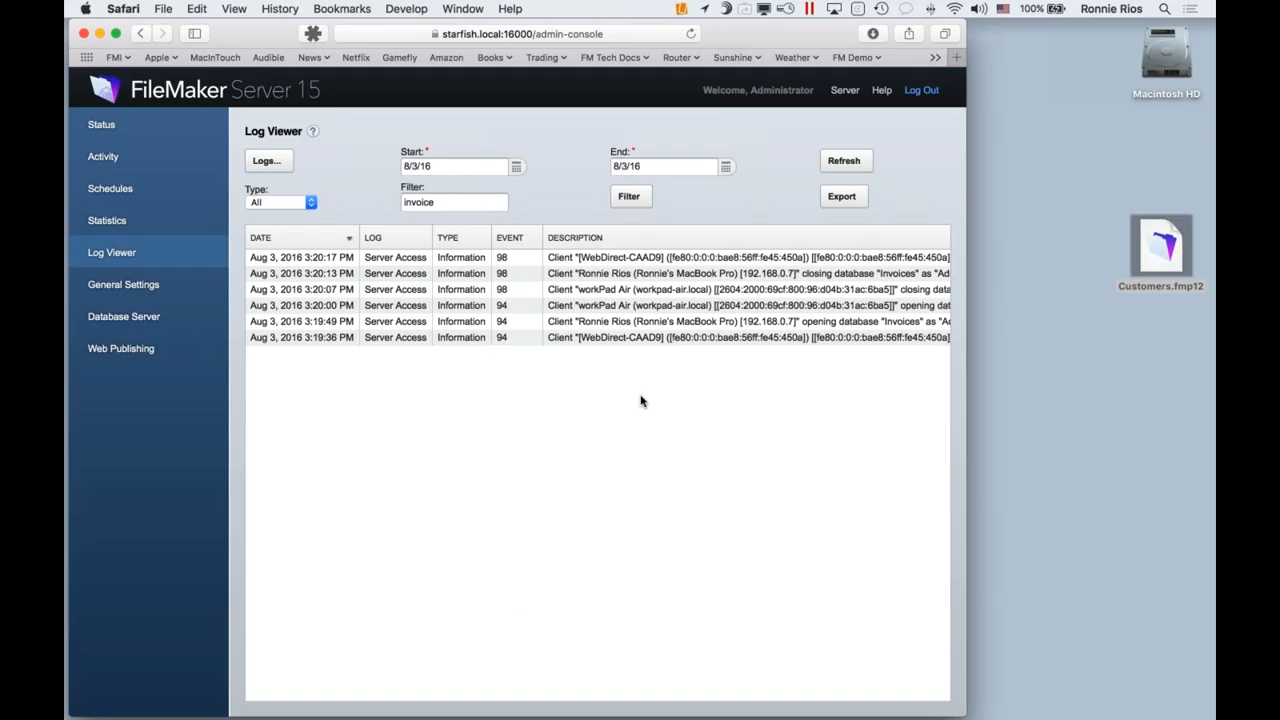 Safari File Edit View History Bookmarks Develop Window Help 100% Ronnie Rios
starfish.local:16000/admin-console
FMI Apple MacInTouch Audible News Netflix Gamefly Amazon Books Trading FM Tech Docs Router Sunshine Weather FM Demo
FileMaker Server 15
Welcome, Administrator Server Help Log Out
Macintosh HD
Customers.fmp12
Status
Activity
Schedules
Statistics
Log Viewer
General Settings
Database Server
Web Publishing
Log Viewer ?
Logs... Start:* 8/3/16 End:* 8/3/16 Refresh
Type: All Filter: invoice Filter Export
DATE LOG TYPE EVENT DESCRIPTION
Aug 3, 2016 3:20:17 PM Server Access Information 98 Client "[WebDirect-CAAD9] ([fe80:0:0:0:bae8:56ff:fe45:450a]) [[fe80:0:0:0:bae8:56ff:fe45:450a]
Aug 3, 2016 3:20:13 PM Server Access Information 98 Client "Ronnie Rios (Ronnie's MacBook Pro) [192.168.0.7]" closing database "Invoices" as "Ad
Aug 3, 2016 3:20:07 PM Server Access Information 98 Client "workPad Air (workpad-air.local) [[2604:2000:69cf:800:96:d04b:31ac:6ba5]]" closing data
Aug 3, 2016 3:20:00 PM Server Access Information 94 Client "workPad Air (workpad-air.local) [[2604:2000:69cf:800:96:d04b:31ac:6ba5]]" opening dat
Aug 3, 2016 3:19:49 PM Server Access Information 94 Client "Ronnie Rios (Ronnie's MacBook Pro) [192.168.0.7]" opening database "Invoices" as "Ac
Aug 3, 2016 3:19:36 PM Server Access Information 94 Client "[WebDirect-CAAD9] ([fe80:0:0:0:bae8:56ff:fe45:450a]) [[fe80:0:0:0:bae8:56ff:fe45:450a]